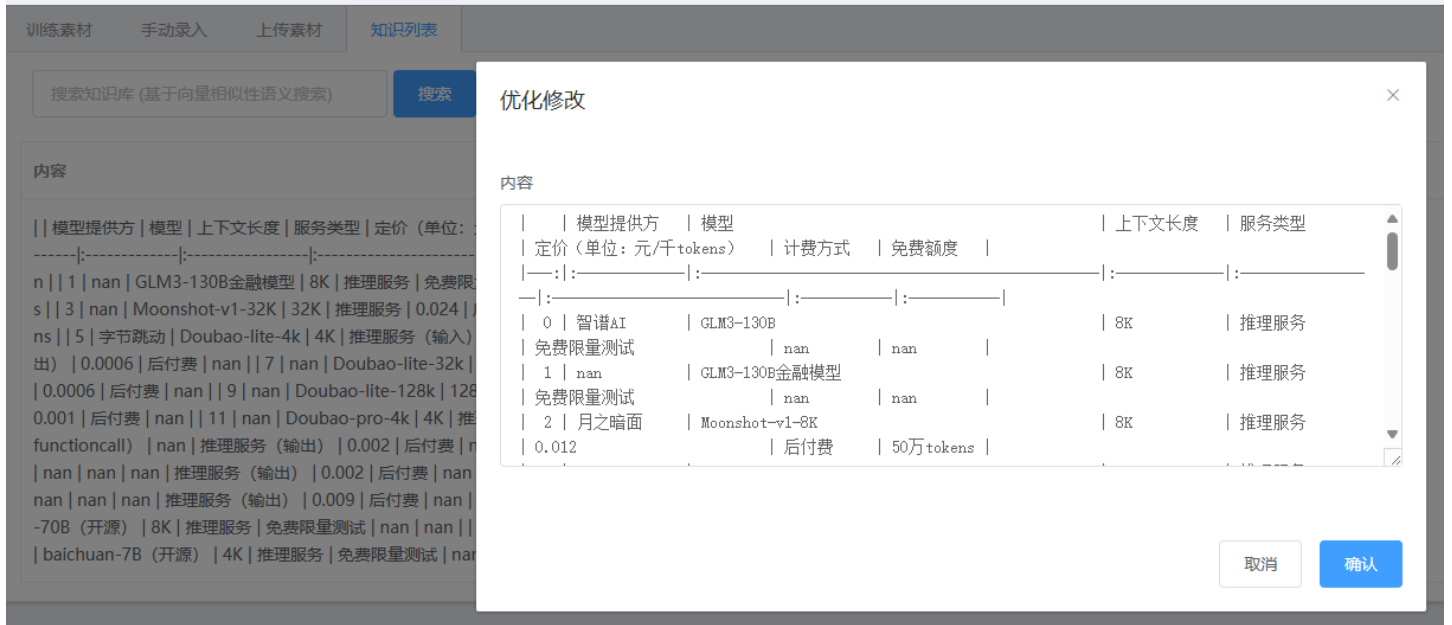 训练素材 手动录入 上传素材 知识列表
搜索知识库 (基于向量相似性语义搜索) 搜索
内容
| | 模型提供方 | 模型 | 上下文长度 | 服务类型 | 定价（单位：
------|:-------------|:-----------------|:-----------------------
n | | 1 | nan | GLM3-130B金融模型 | 8K | 推理服务 | 免费限
s | | 3 | nan | Moonshot-v1-32K | 32K | 推理服务 | 0.024 |
ns | | 5 | 字节跳动 | Doubao-lite-4k | 4K | 推理服务（输入）
出） | 0.0006 | 后付费 | nan | | 7 | nan | Doubao-lite-32k |
| 0.0006 | 后付费 | nan | | 9 | nan | Doubao-lite-128k | 128
0.001 | 后付费 | nan | | 11 | nan | Doubao-pro-4k | 4K | 推
functioncall） | nan | 推理服务（输出） | 0.002 | 后付费 | n
| nan | nan | nan | 推理服务（输出） | 0.002 | 后付费 | nan
nan | nan | nan | 推理服务（输出） | 0.009 | 后付费 | nan |
-70B（开源） | 8K | 推理服务 | 免费限量测试 | nan | nan | |
| baichuan-7B（开源） | 4K | 推理服务 | 免费限量测试 | nan
优化修改
内容
| | 模型提供方 | 模型 | 上下文长度 | 服务类型
| 定价（单位：元/千tokens） | 计费方式 | 免费额度 |
|—:|:—————————|:———————————————————————————|:—————————|:——————————
—|:————————————————|:————————|:————————|
| 0 | 智谱AI | GLM3-130B | 8K | 推理服务
| 免费限量测试 | nan | nan |
| 1 | nan | GLM3-130B金融模型 | 8K | 推理服务
| 免费限量测试 | nan | nan |
| 2 | 月之暗面 | Moonshot-v1-8K | 8K | 推理服务
| 0.012 | 后付费 | 50万tokens |
取消 确认